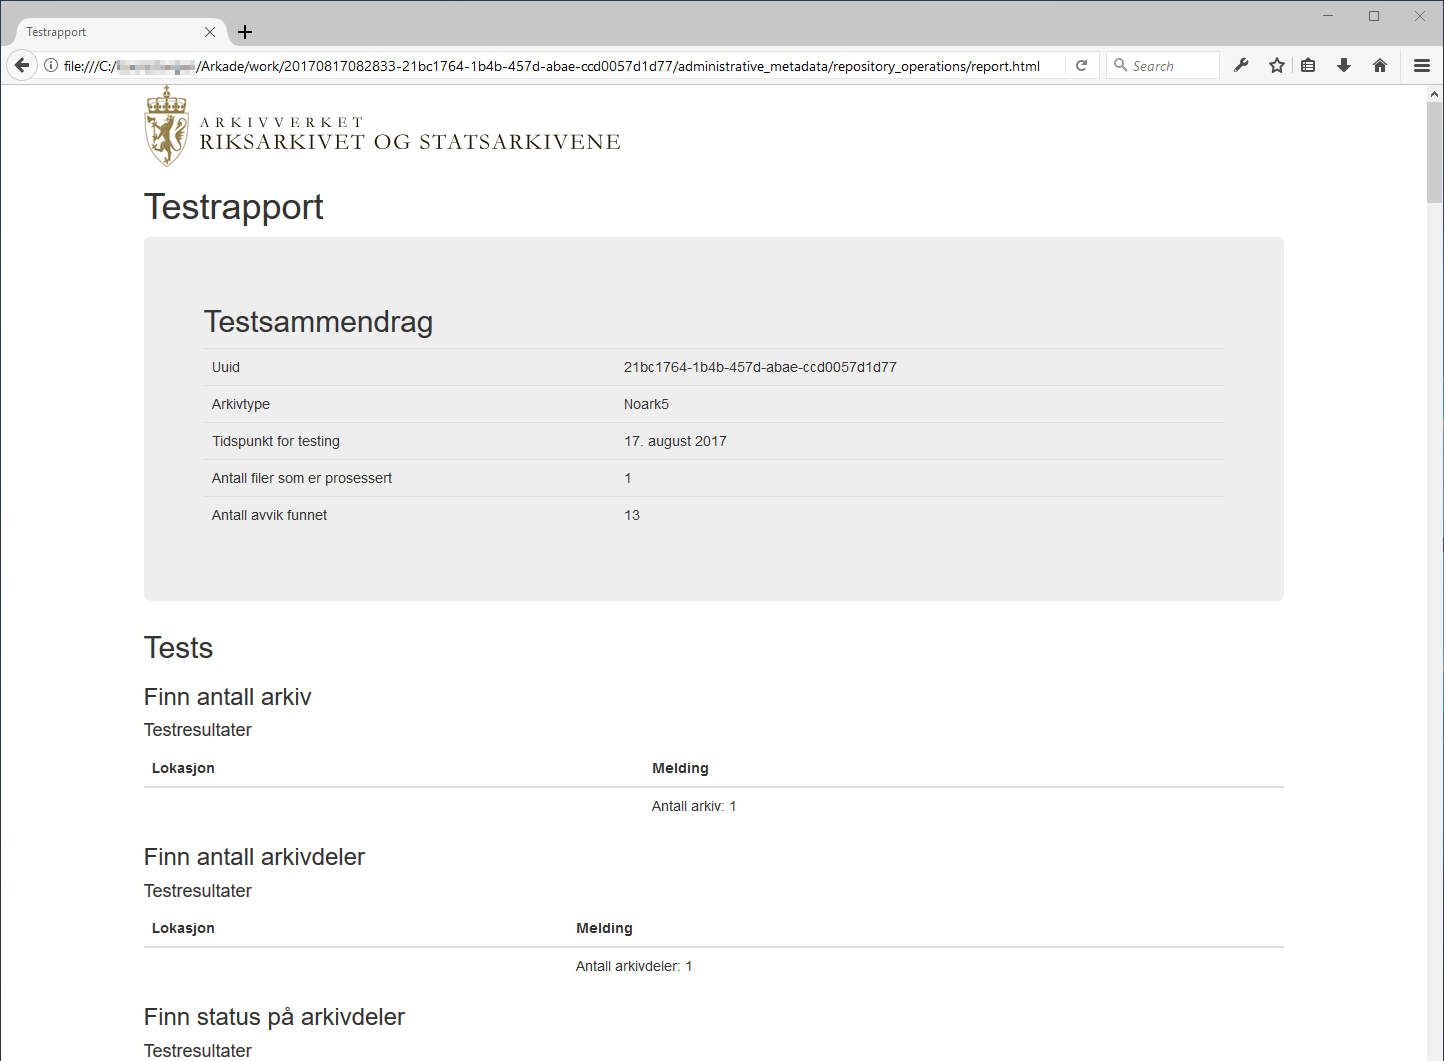 Testrapport
file:///C:/ /Arkade/work/20170817082833-21bc1764-1b4b-457d-abae-ccd0057d1d77/administrative_metadata/repository_operations/report.html
Search
ARKIVVERKET
RIKSARKIVET OG STATSARKIVENE
Testrapport
Testsammendrag
Uuid 21bc1764-1b4b-457d-abae-ccd0057d1d77
Arkivtype Noark5
Tidspunkt for testing 17. august 2017
Antall filer som er prosessert 1
Antall avvik funnet 13
Tests
Finn antall arkiv
Testresultater
Lokasjon Melding
Antall arkiv: 1
Finn antall arkivdeler
Testresultater
Lokasjon Melding
Antall arkivdeler: 1
Finn status på arkivdeler
Testresultater